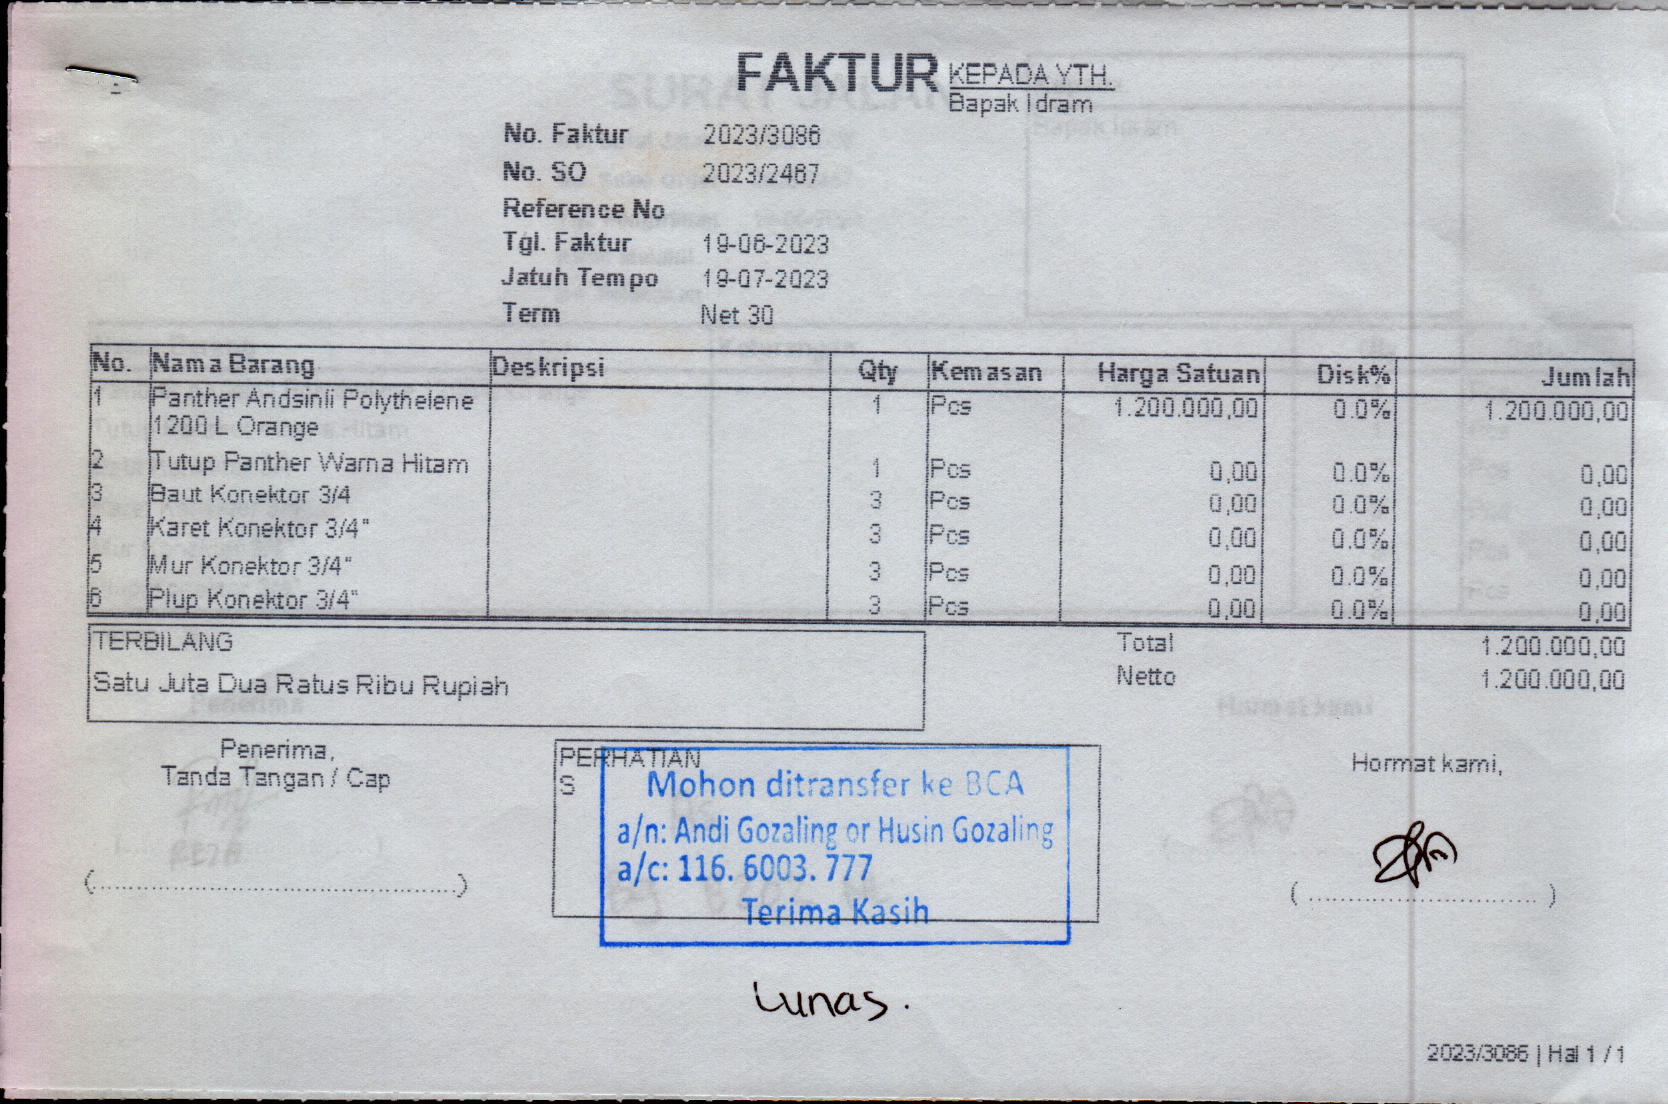 FAKTUR
KEPADA YTH.
Bapak Idram
No. Faktur 2023/3086
No. SO 2023/2467
Reference No
Tgl. Faktur 19-06-2023
Jatuh Tempo 19-07-2023
Term Net 30
No. Nama Barang Deskripsi Qty Kemasan Harga Satuan Disk% Jumlah
1 Panther Andsinlii Polythelene 1 Pcs 1.200.000,00 0.0% 1.200.000,00
1200 L Orange
2 Tutup Panther Warna Hitam 1 Pcs 0,00 0.0% 0,00
3 Baut Konektor 3/4 3 Pcs 0,00 0.0% 0,00
4 Karet Konektor 3/4" 3 Pcs 0,00 0.0% 0,00
5 Mur Konektor 3/4" 3 Pcs 0,00 0.0% 0,00
6 Plup Konektor 3/4" 3 Pcs 0,00 0.0% 0,00
TERBILANG
Satu Juta Dua Ratus Ribu Rupiah
Total 1.200.000,00
Netto 1.200.000,00
Penerima,
Tanda Tangan / Cap
PERHATIAN
S
Mohon ditransfer ke BCA
a/n: Andi Gozaling or Husin Gozaling
a/c: 116. 6003. 777
Terima Kasih
Hormat kami,
Lunas.
2023/3086 | Hal 1 / 1